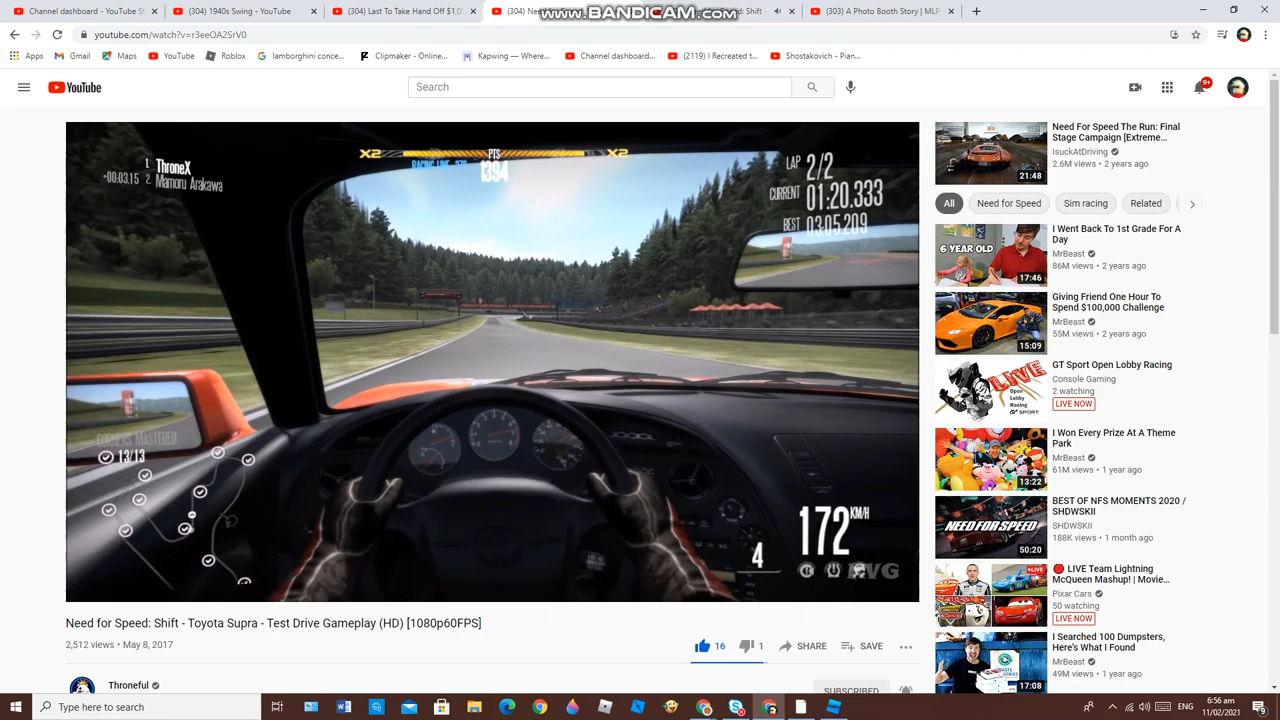 Channel dashboard - YouTube St
(304) 1940s Swing - YouTube
(304) Last To Take Hand Off $1,0
(304) Ne
Shift -
(303) A Photo Booth Story | MLP
www.BANDICAM.com
youtube.com/watch?v=r3eeOA2SrV0
Apps
Gmail
Maps
YouTube
Roblox
lamborghini conce...
Clipmaker - Online...
Kapwing — Where...
Channel dashboard...
(2119) I Recreated t...
Shostakovich - Pian...
YouTube
Search
9+
1. ThroneX
+00:03.15 2. Mamoru Arakawa
X2
PTS
X2
RACING LINE
1394
LAP 2/2
CURRENT 01:20.333
BEST 03:05.209
CORNERS MASTERED
13/13
4
172 KM/H
Need for Speed: Shift - Toyota Supra - Test Drive Gameplay (HD) [1080p60FPS]
2,512 views • May 8, 2017
16
1
SHARE
SAVE
Throneful
SUBSCRIBED
Need For Speed The Run: Final
Stage Campaign [Extreme...
IsuckAtDriving
2.6M views • 2 years ago
21:48
All
Need for Speed
Sim racing
Related
I Went Back To 1st Grade For A
Day
MrBeast
86M views • 2 years ago
6 YEAR OLD
17:46
Giving Friend One Hour To
Spend $100,000 Challenge
MrBeast
55M views • 2 years ago
15:09
GT Sport Open Lobby Racing
Console Gaming
2 watching
LIVE NOW
LIVE
Open
Lobby
Racing
SPORT
I Won Every Prize At A Theme
Park
MrBeast
61M views • 1 year ago
13:22
BEST OF NFS MOMENTS 2020 /
SHDWSKII
SHDWSKII
188K views • 1 month ago
NEED FOR SPEED
50:20
LIVE Team Lightning
McQueen Mashup! | Movie...
Pixar Cars
50 watching
LIVE NOW
LIVE
I Searched 100 Dumpsters,
Here's What I Found
MrBeast
49M views • 1 year ago
17:08
Type here to search
ENG
6:56 am
11/02/2021